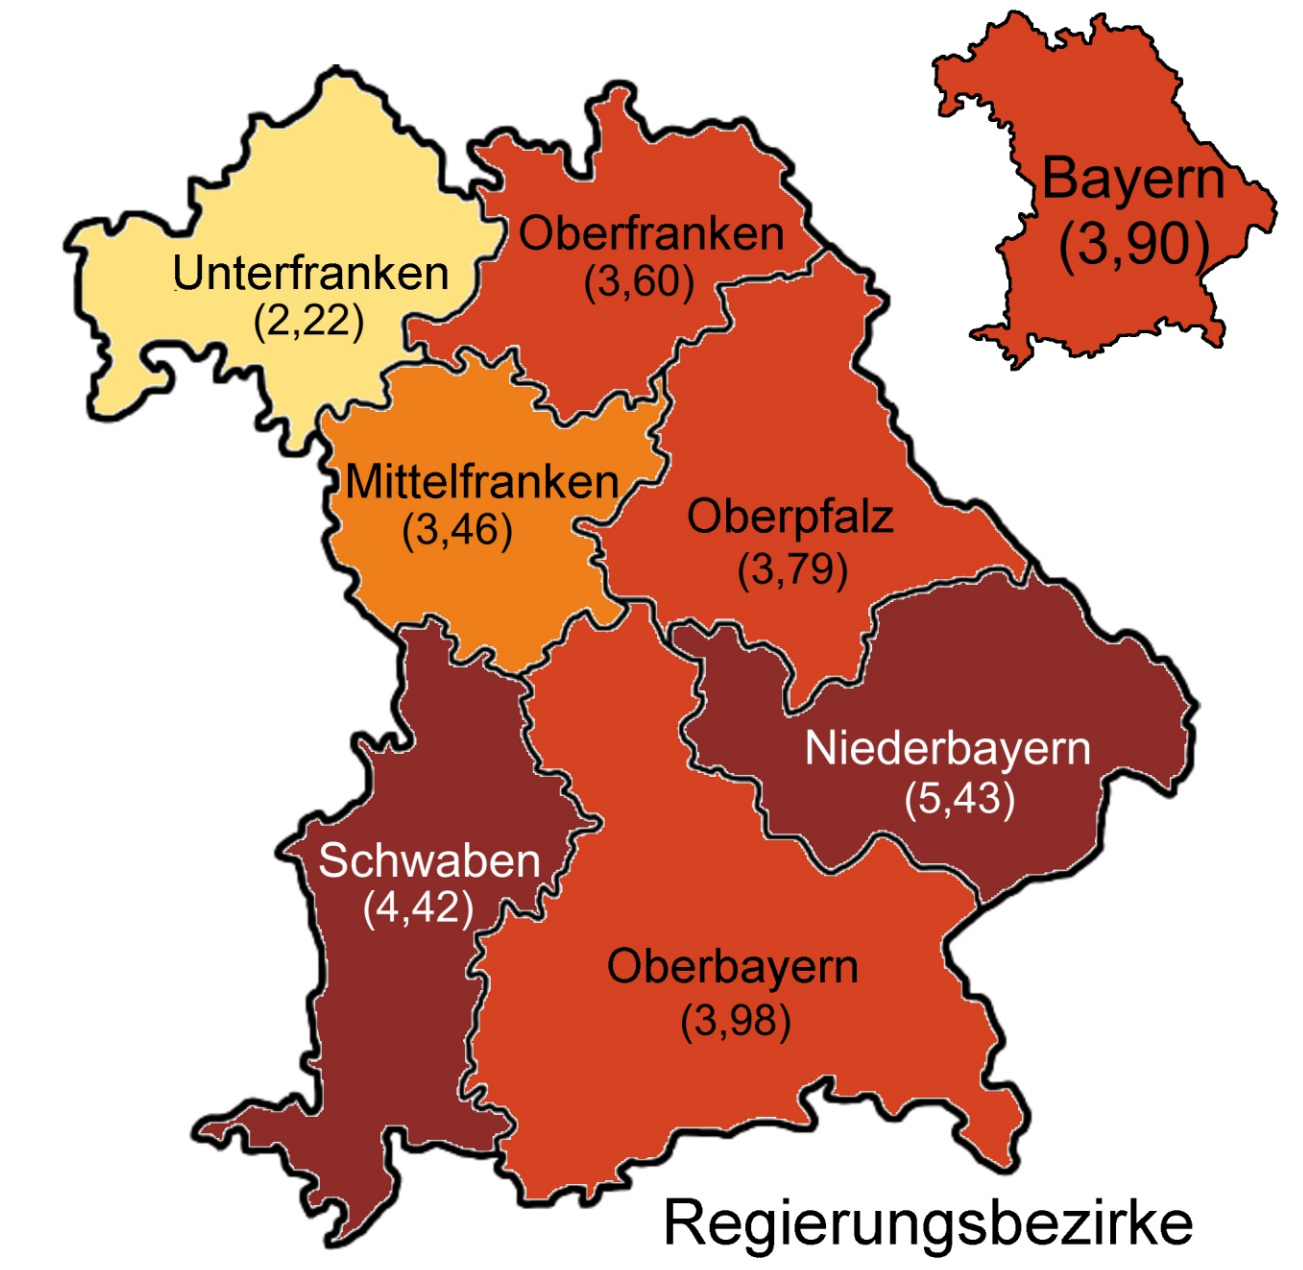 Bayern
(3,90)
Oberfranken
(3,60)
Unterfranken
(2,22)
Mittelfranken
(3,46)
Oberpfalz
(3,79)
Niederbayern
(5,43)
Schwaben
(4,42)
Oberbayern
(3,98)
Regierungsbezirke